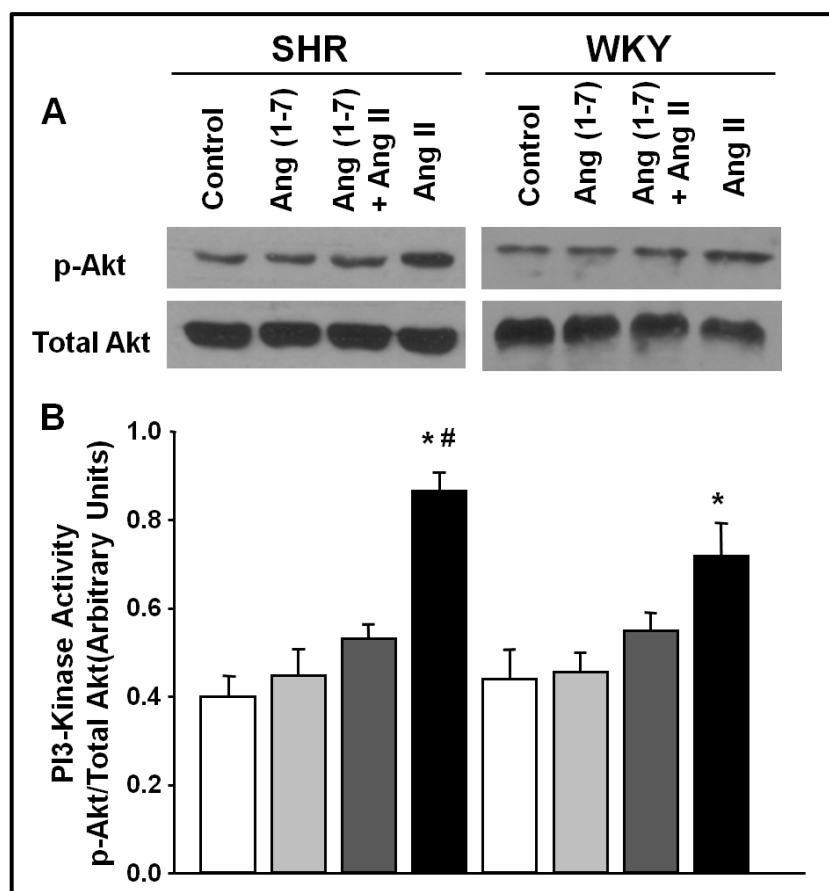 SHR
WKY
A
Control
Ang (1-7)
Ang (1-7)
+ Ang II
Ang II
Control
Ang (1-7)
Ang (1-7)
+ Ang II
Ang II
p-Akt
Total Akt
B
PI3-Kinase Activity
p-Akt/Total Akt(Arbitrary Units)
1.0
0.8
0.6
0.4
0.2
0.0
* #
*